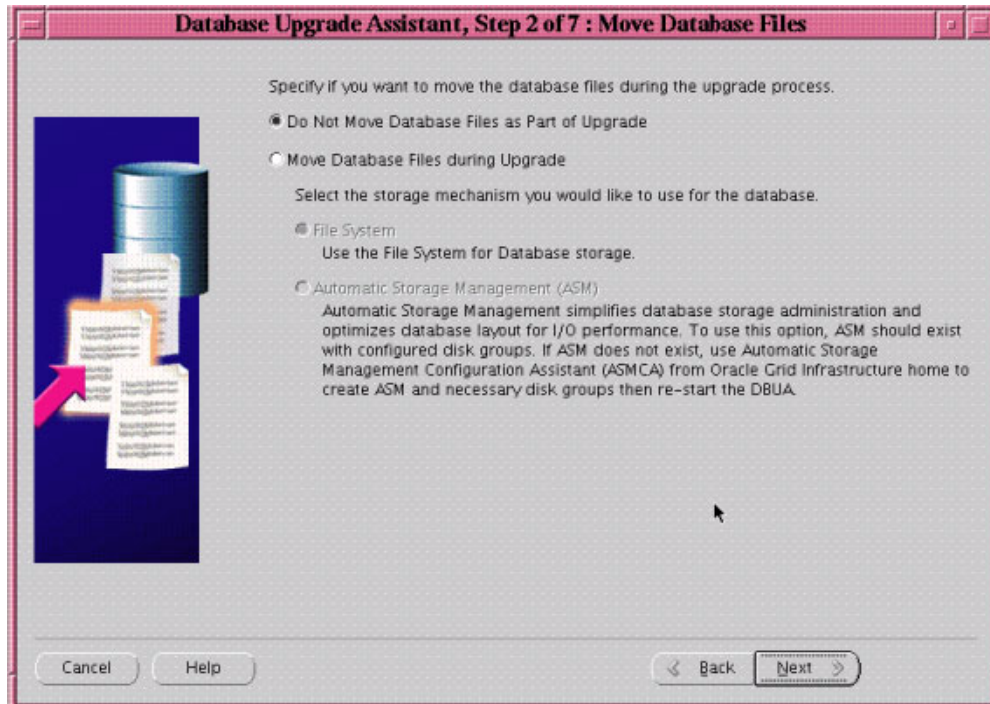 Database Upgrade Assistant, Step 2 of 7 : Move Database Files
Specify if you want to move the database files during the upgrade process.
Do Not Move Database Files as Part of Upgrade
Move Database Files during Upgrade
Select the storage mechanism you would like to use for the database.
File System
Use the File System for Database storage.
Automatic Storage Management (ASM)
Automatic Storage Management simplifies database storage administration and
optimizes database layout for I/O performance. To use this option, ASM should exist
with configured disk groups. If ASM does not exist, use Automatic Storage
Management Configuration Assistant (ASMCA) from Oracle Grid Infrastructure home to
create ASM and necessary disk groups then re-start the DBUA.
Cancel Help Back Next